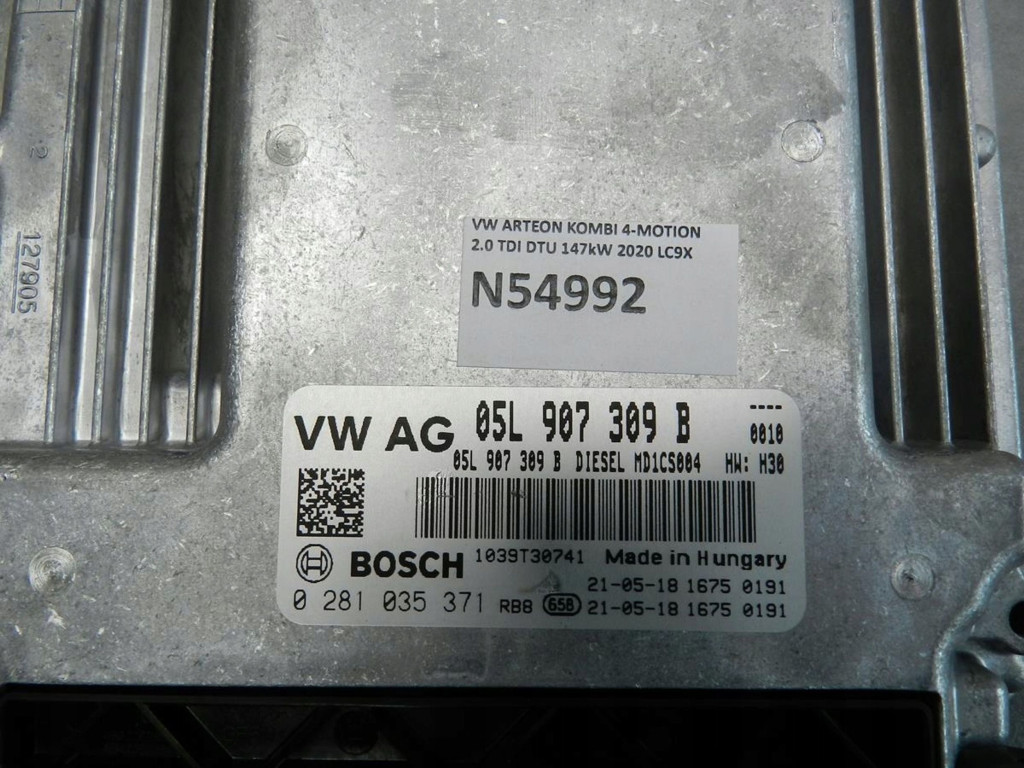 2
127905
VW ARTEON KOMBI 4-MOTION
2.0 TDI DTU 147kW 2020 LC9X
N54992
VW AG 05L 907 309 B ----
0010
05L 907 309 B DIESEL MD1CS004 HW: H30
BOSCH 1039T30741 Made in Hungary
21-05-18 1675 0191
0 281 035 371 RB8 658 21-05-18 1675 0191